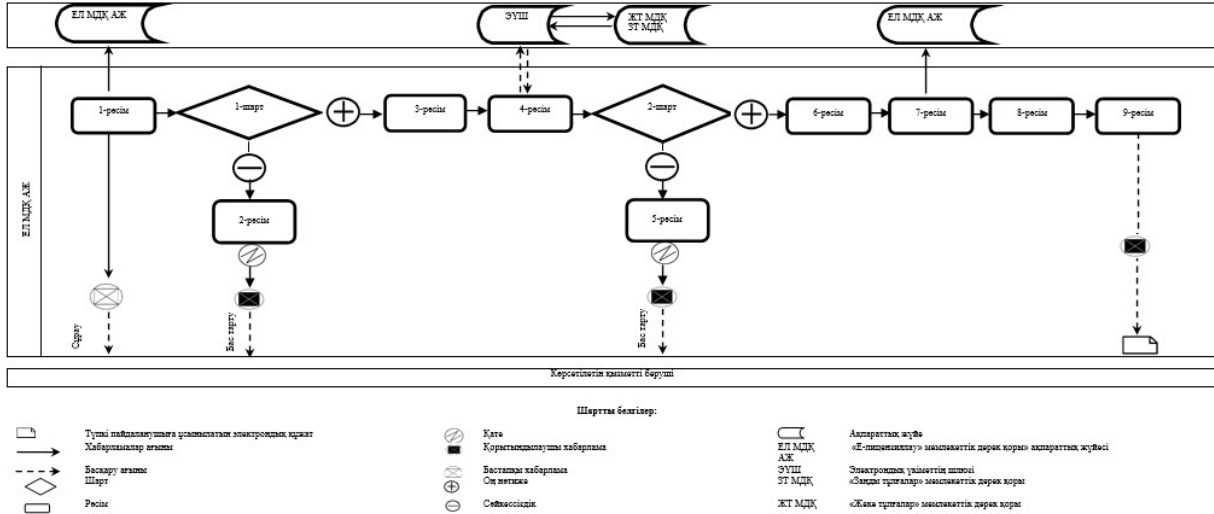 ЕЛ МДҚ АЖ
ЭҮШ
ЖТ МДҚ
ЗТ МДҚ
ЕЛ МДҚ АЖ
ЕЛ МДҚ АЖ
1-рәсім
1-шарт
3-рәсім
4-рәсім
2-шарт
6-рәсім
7-рәсім
8-рәсім
9-рәсім
2-рәсім
5-рәсім
Сұрау
Бас тарту
Бас тарту
Көрсетілетін қызметті беруші
Шартты белгілер:
Түпкі пайдаланушыға ұсынылатын электрондық құжат
Хабарламалар ағыны
Басқару ағыны
Шарт
Рәсім
Қате
Қорытындылаушы хабарлама
Бастапқы хабарлама
Оң нәтиже
Сәйкессіздік
Ақпараттық жүйе
ЕЛ МДҚ АЖ «Е-лицензиялау» мемлекеттік дерек қоры» ақпараттық жүйесі
ЭҮШ Электрондық үкіметтің шлюзі
ЗТ МДҚ «Заңды тұлғалар» мемлекеттік дерек қоры
ЖТ МДҚ «Жеке тұлғалар» мемлекеттік дерек қоры